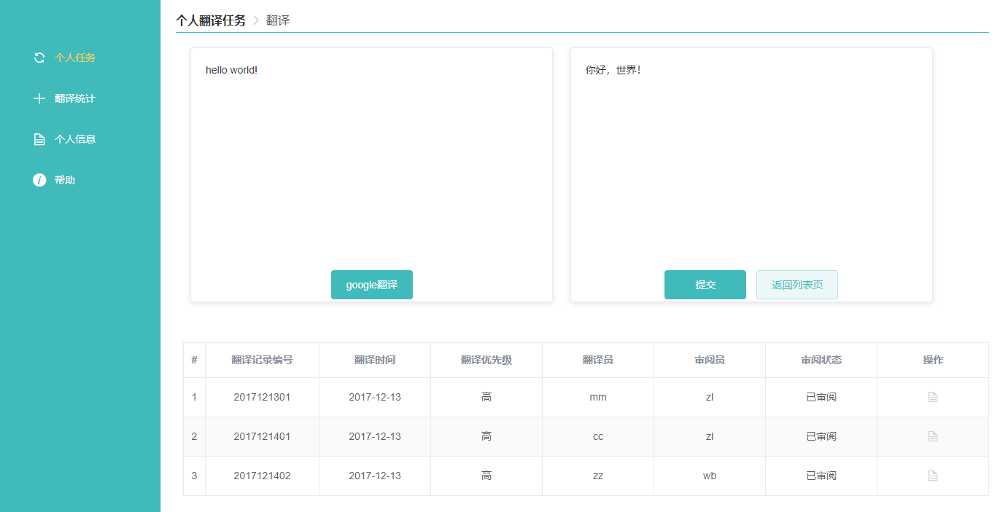 个人任务
翻译统计
个人信息
帮助
个人翻译任务 > 翻译
hello world!
google翻译
你好，世界！
提交 返回列表页
# 翻译记录编号 翻译时间 翻译优先级 翻译员 审阅员 审阅状态 操作
1 2017121301 2017-12-13 高 mm zl 已审阅
2 2017121401 2017-12-13 高 cc zl 已审阅
3 2017121402 2017-12-13 高 zz wb 已审阅